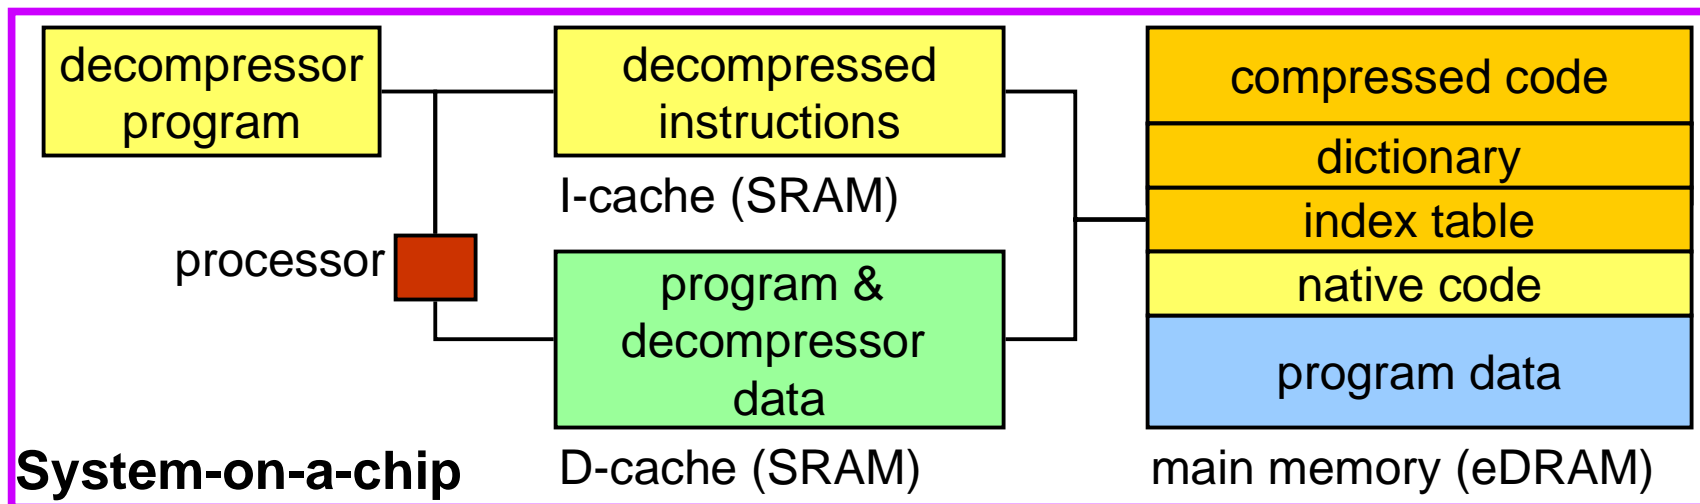 decompressor
program
decompressed
instructions
I-cache (SRAM)
processor
program &
decompressor
data
D-cache (SRAM)
compressed code
dictionary
index table
native code
program data
main memory (eDRAM)
System-on-a-chip